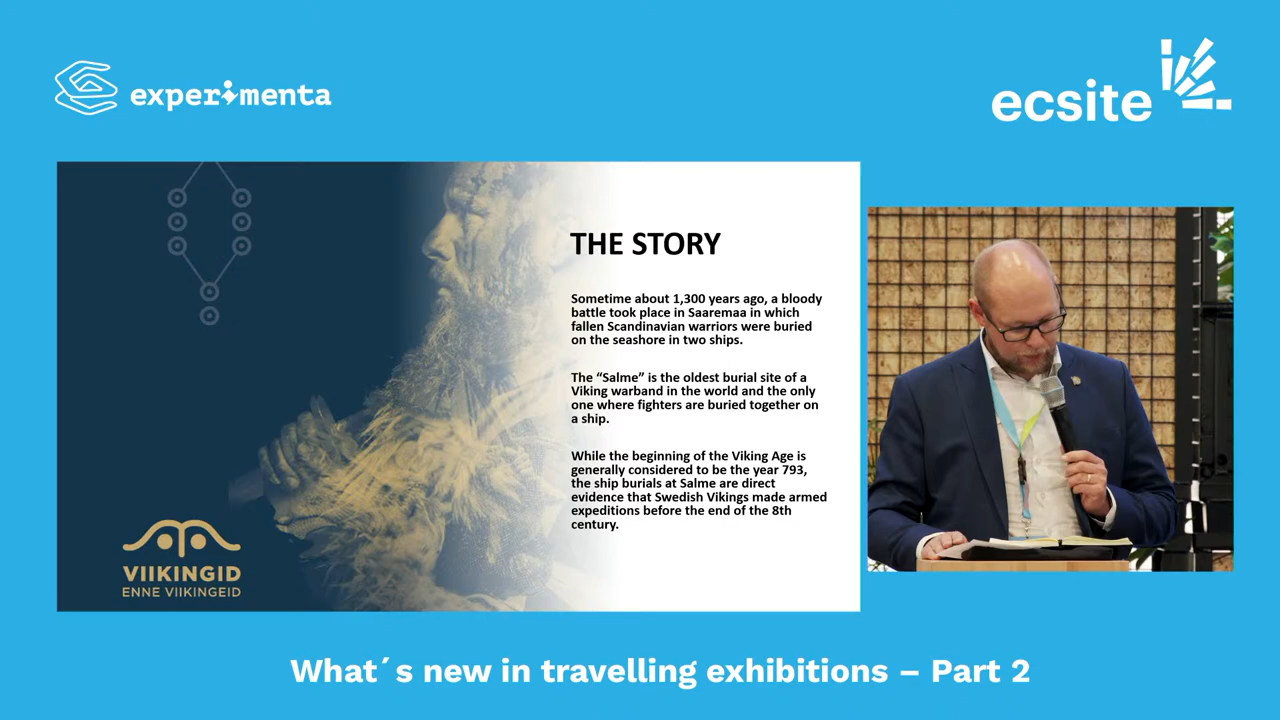 experimenta
ecsite
THE STORY
Sometime about 1,300 years ago, a bloody
battle took place in Saaremaa in which
fallen Scandinavian warriors were buried
on the seashore in two ships.
The “Salme” is the oldest burial site of a
Viking warband in the world and the only
one where fighters are buried together on
a ship.
While the beginning of the Viking Age is
generally considered to be the year 793,
the ship burials at Salme are direct
evidence that Swedish Vikings made armed
expeditions before the end of the 8th
century.
VIIKINGID
ENNE VIIKINGEID
What´s new in travelling exhibitions – Part 2